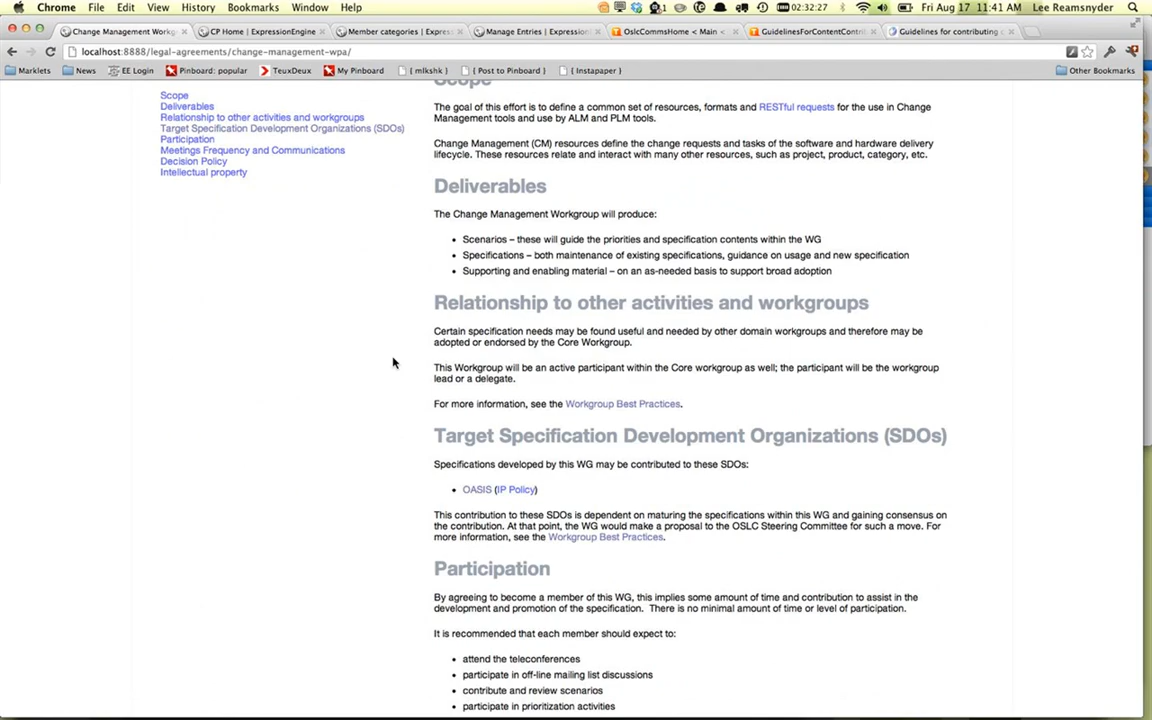 Chrome File Edit View History Bookmarks Window Help 1 02:32:27 Fri Aug 17 11:41 AM Lee Reamsnyder
Change Management Workg CP Home | ExpressionEngine Member categories | Express Manage Entries | Expression OslcCommsHome < Main < GuidelinesForContentContrib Guidelines for contributing c
localhost:8888/legal-agreements/change-management-wpa/
Marklets News EE Login Pinboard: popular TeuxDeux My Pinboard { mlkshk } { Post to Pinboard } { Instapaper } Other Bookmarks
Scope
Deliverables
Relationship to other activities and workgroups
Target Specification Development Organizations (SDOs)
Participation
Meetings Frequency and Communications
Decision Policy
Intellectual property
Scope
The goal of this effort is to define a common set of resources, formats and RESTful requests for the use in Change
Management tools and use by ALM and PLM tools.
Change Management (CM) resources define the change requests and tasks of the software and hardware delivery
lifecycle. These resources relate and interact with many other resources, such as project, product, category, etc.
Deliverables
The Change Management Workgroup will produce:
• Scenarios – these will guide the priorities and specification contents within the WG
• Specifications – both maintenance of existing specifications, guidance on usage and new specification
• Supporting and enabling material – on an as-needed basis to support broad adoption
Relationship to other activities and workgroups
Certain specification needs may be found useful and needed by other domain workgroups and therefore may be
adopted or endorsed by the Core Workgroup.
This Workgroup will be an active participant within the Core workgroup as well; the participant will be the workgroup
lead or a delegate.
For more information, see the Workgroup Best Practices.
Target Specification Development Organizations (SDOs)
Specifications developed by this WG may be contributed to these SDOs:
• OASIS (IP Policy)
This contribution to these SDOs is dependent on maturing the specifications within this WG and gaining consensus on
the contribution. At that point, the WG would make a proposal to the OSLC Steering Committee for such a move. For
more information, see the Workgroup Best Practices.
Participation
By agreeing to become a member of this WG, this implies some amount of time and contribution to assist in the
development and promotion of the specification. There is no minimal amount of time or level of participation.
It is recommended that each member should expect to:
• attend the teleconferences
• participate in off-line mailing list discussions
• contribute and review scenarios
• participate in prioritization activities